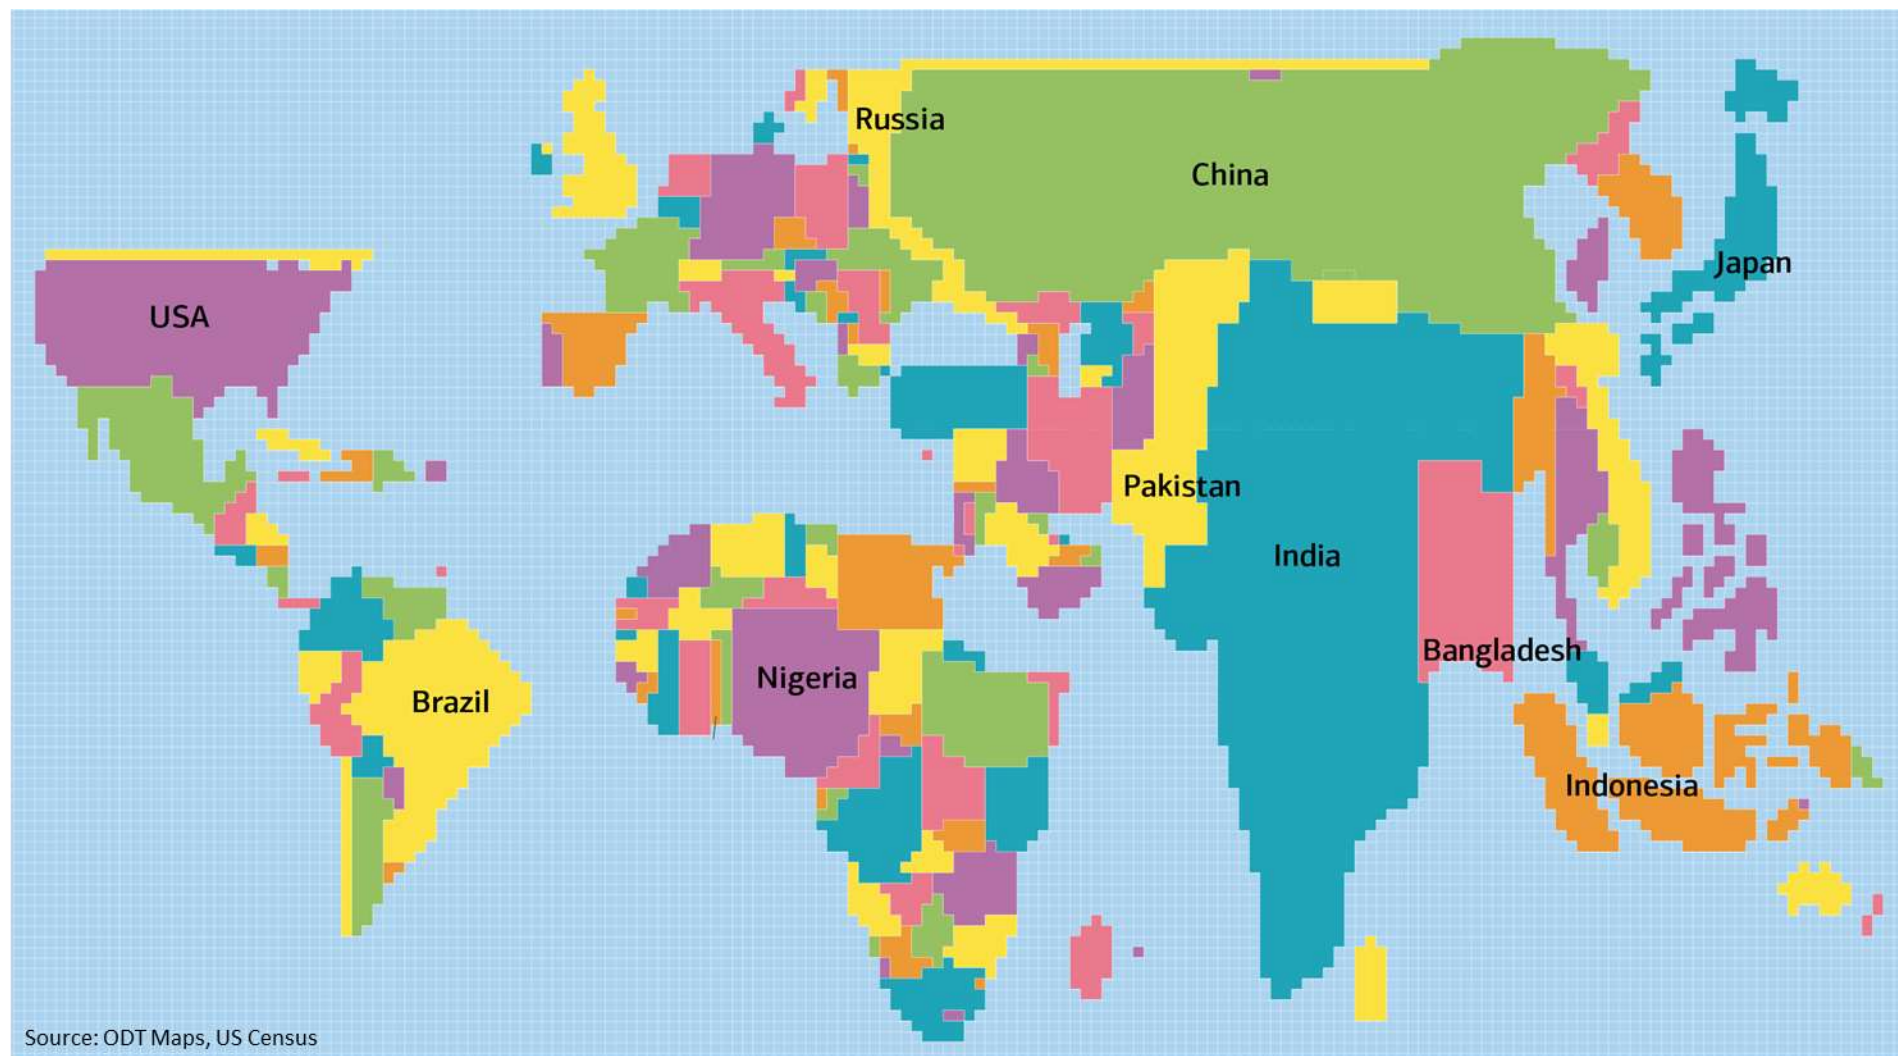 Russia
China
Japan
USA
Pakistan
India
Bangladesh
Nigeria
Brazil
Indonesia
Source: ODT Maps, US Census